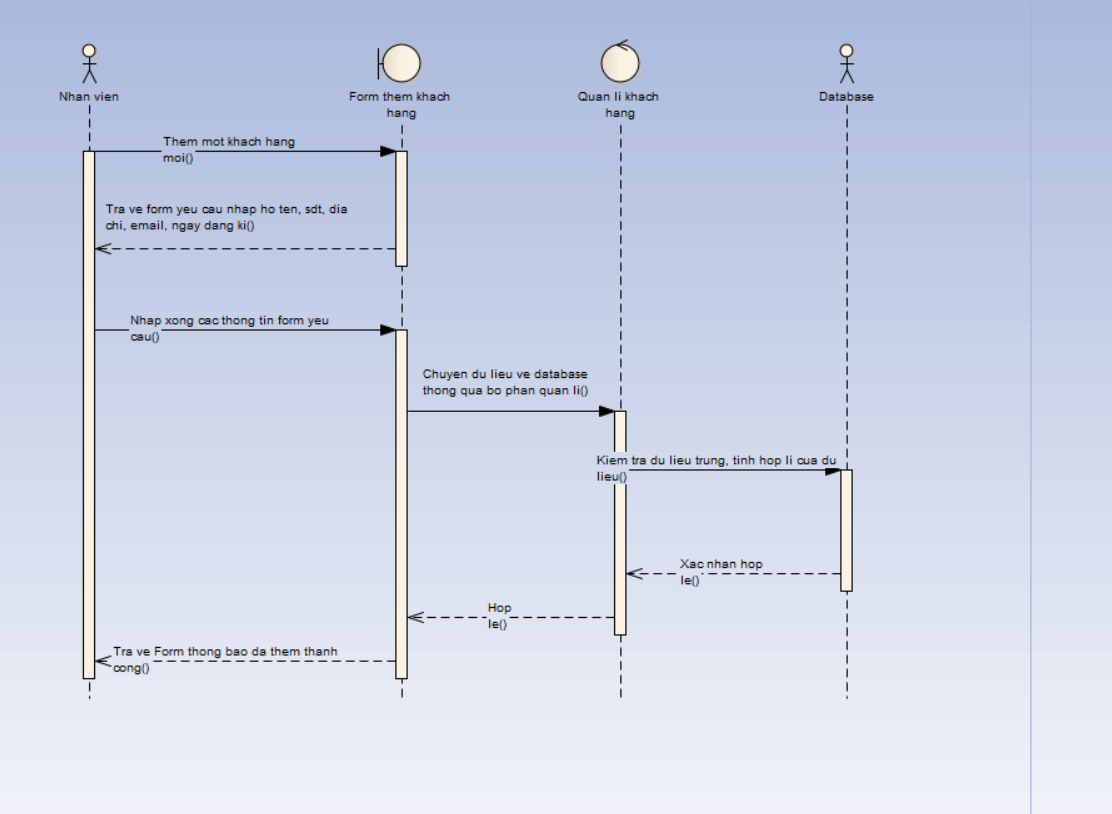 Nhan vien
Form them khach
hang
Quan li khach
hang
Database
Them mot khach hang
moi()
Tra ve form yeu cau nhap ho ten, sdt, dia
chi, email, ngay dang ki()
Nhap xong cac thong tin form yeu
cau()
Chuyen du lieu ve database
thong qua bo phan quan li()
Kiem tra du lieu trung, tinh hop li cua du
lieu()
Xac nhan hop
le()
Hop
le()
Tra ve Form thong bao da them thanh
cong()